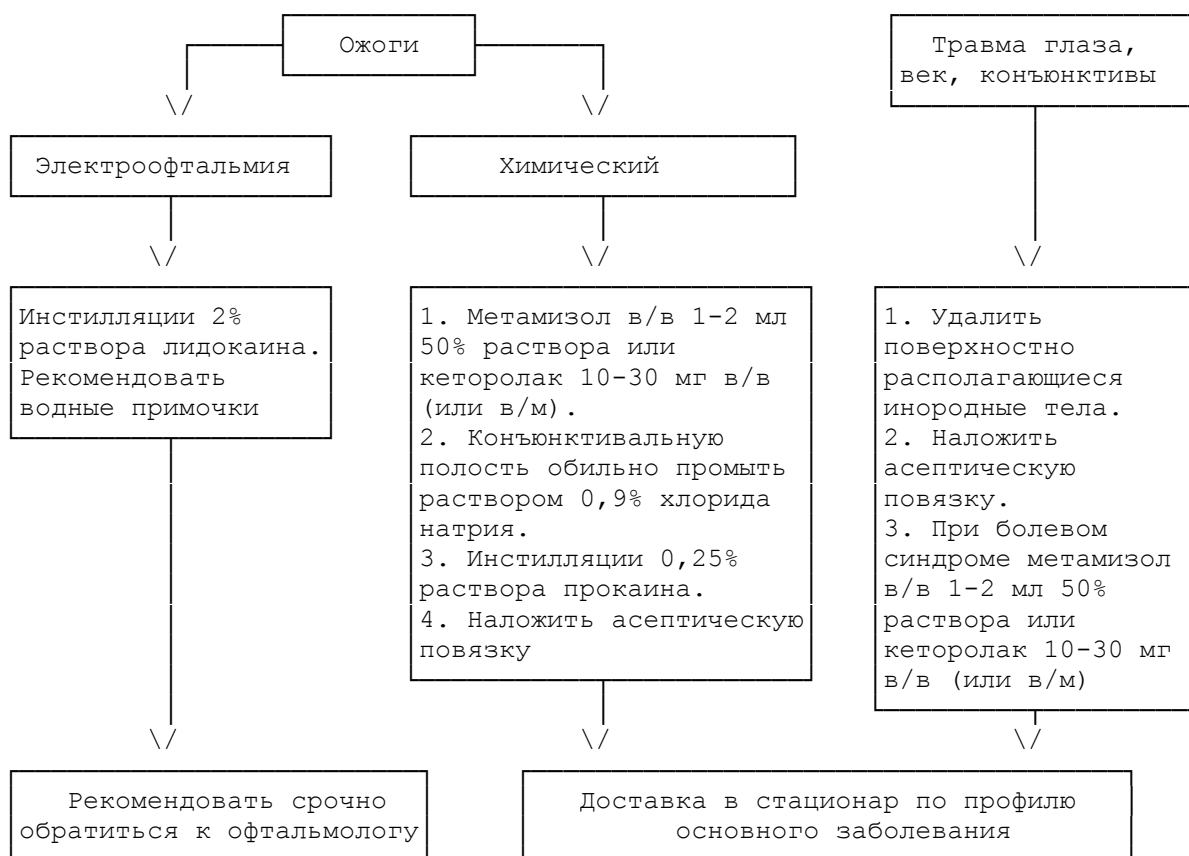 Ожоги
Травма глаза,
век, конъюнктивы
\/
\/
Электроофтальмия
Химический
\/
\/
\/
Инстилляции 2%
раствора лидокаина.
Рекомендовать
водные примочки
1. Метамизол в/в 1-2 мл
50% раствора или
кеторолак 10-30 мг в/в
(или в/м).
2. Конъюнктивальную
полость обильно промыть
раствором 0,9% хлорида
натрия.
3. Инстилляции 0,25%
раствора прокаина.
4. Наложить асептическую
повязку
1. Удалить
поверхностно
располагающиеся
инородные тела.
2. Наложить
асептическую
повязку.
3. При болевом
синдроме метамизол
в/в 1-2 мл 50%
раствора или
кеторолак 10-30 мг
в/в (или в/м)
\/
\/
\/
Рекомендовать срочно
обратиться к офтальмологу
Доставка в стационар по профилю
основного заболевания